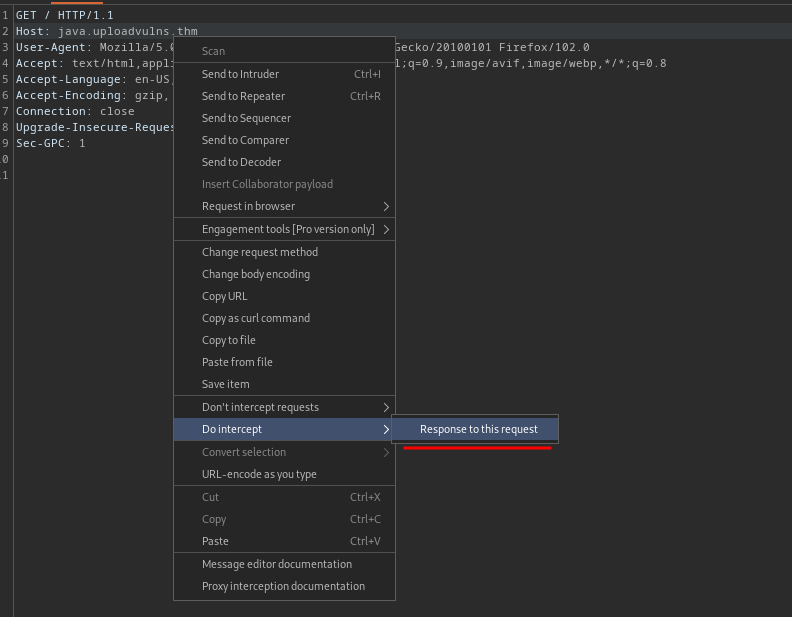 1 GET / HTTP/1.1
2 Host: java.uploadvulns.thm
3 User-Agent: Mozilla/5. Gecko/20100101 Firefox/102.0
4 Accept: text/html,appli l;q=0.9,image/avif,image/webp,*/*;q=0.8
5 Accept-Language: en-US,
6 Accept-Encoding: gzip,
7 Connection: close
8 Upgrade-Insecure-Reques
9 Sec-GPC: 1
0
1
Scan
Send to Intruder Ctrl+I
Send to Repeater Ctrl+R
Send to Sequencer
Send to Comparer
Send to Decoder
Insert Collaborator payload
Request in browser
Engagement tools [Pro version only]
Change request method
Change body encoding
Copy URL
Copy as curl command
Copy to file
Paste from file
Save item
Don't intercept requests
Do intercept
Response to this request
Convert selection
URL-encode as you type
Cut Ctrl+X
Copy Ctrl+C
Paste Ctrl+V
Message editor documentation
Proxy interception documentation